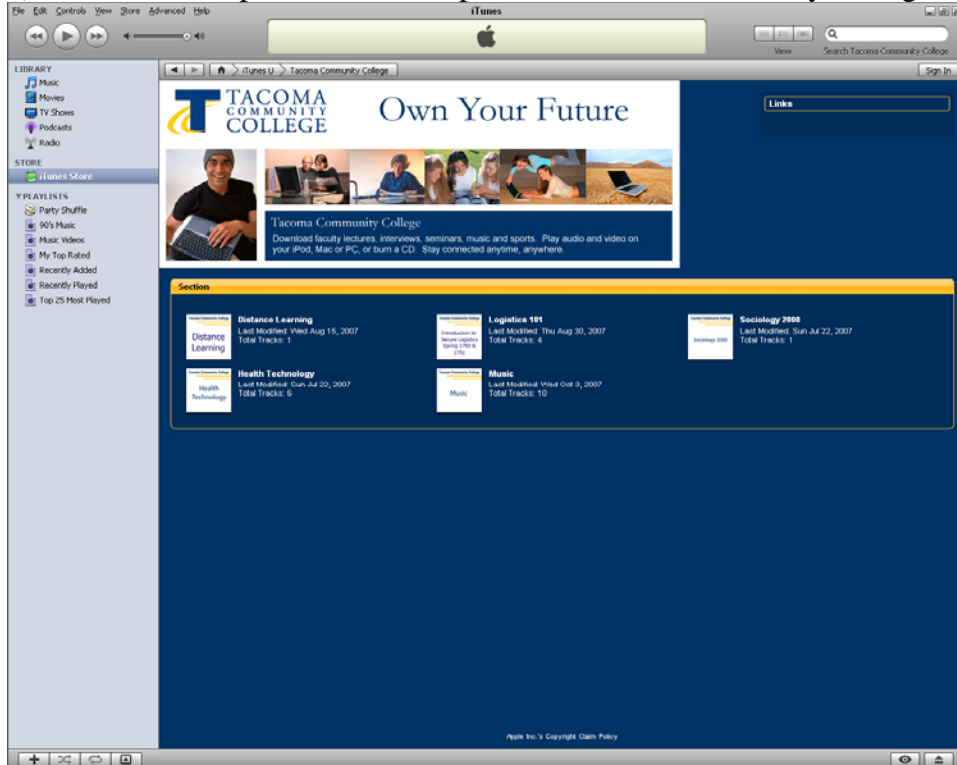 File Edit Controls View Store Advanced Help
iTunes
View
Search Tacoma Community College
LIBRARY
Music
Movies
TV Shows
Podcasts
Radio
STORE
iTunes Store
PLAYLISTS
Party Shuffle
90's Music
Music Videos
My Top Rated
Recently Added
Recently Played
Top 25 Most Played
iTunes U Tacoma Community College
Sign In
TACOMA
COMMUNITY
COLLEGE
Own Your Future
Links
Tacoma Community College
Download faculty lectures, interviews, seminars, music and sports. Play audio and video on
your iPod, Mac or PC, or burn a CD. Stay connected anytime, anywhere.
Section
Distance
Learning
Distance Learning
Last Modified: Wed Aug 15, 2007
Total Tracks: 1
Introduction to
Secure Logistics
Spring 1750 &
1751
Logistics 101
Last Modified: Thu Aug 30, 2007
Total Tracks: 4
Sociology 2000
Sociology 2000
Last Modified: Sun Jul 22, 2007
Total Tracks: 1
Health
Technology
Health Technology
Last Modified: Sun Jul 22, 2007
Total Tracks: 6
Music
Music
Last Modified: Wed Oct 3, 2007
Total Tracks: 10
Apple Inc.'s Copyright Claim Policy